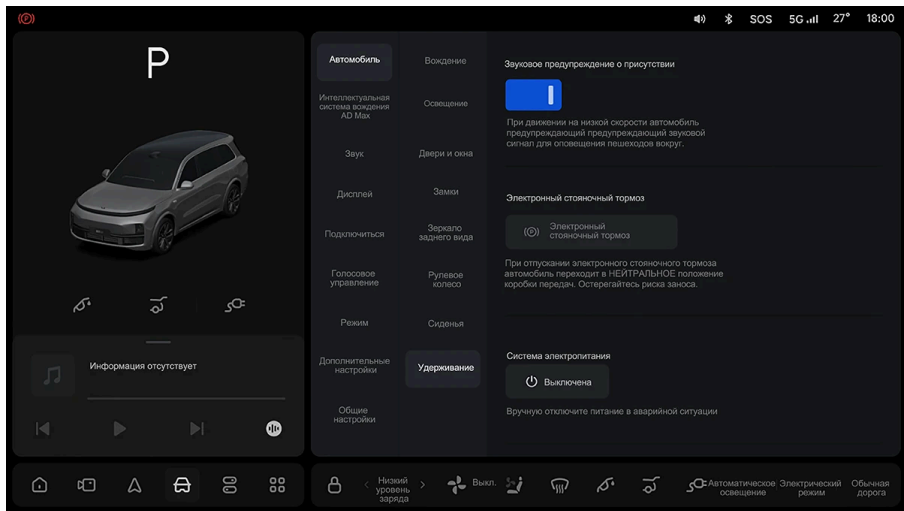 (P)
SOS
5G
27°
18:00
P
Информация отсутствует
Автомобиль
Интеллектуальная
система вождения
AD Max
Звук
Дисплей
Подключиться
Голосовое
управление
Режим
Дополнительные
настройки
Общие
настройки
Вождение
Освещение
Двери и окна
Замки
Зеркало
заднего вида
Рулевое
колесо
Сиденья
Удерживание
Звуковое предупреждение о присутствии
При движении на низкой скорости автомобиль
предупреждающий предупреждающий звуковой
сигнал для оповещения пешеходов вокруг.
Электронный стояночный тормоз
(P)
Электронный
стояночный тормоз
При отпускании электронного стояночного тормоза
автомобиль переходит в НЕЙТРАЛЬНОЕ положение
коробки передач. Остерегайтесь риска заноса.
Система электропитания
Выключена
Вручную отключите питание в аварийной ситуации
Низкий
уровень
заряда
Выкл.
Автоматическое
освещение
Электрический
режим
Обычная
дорога